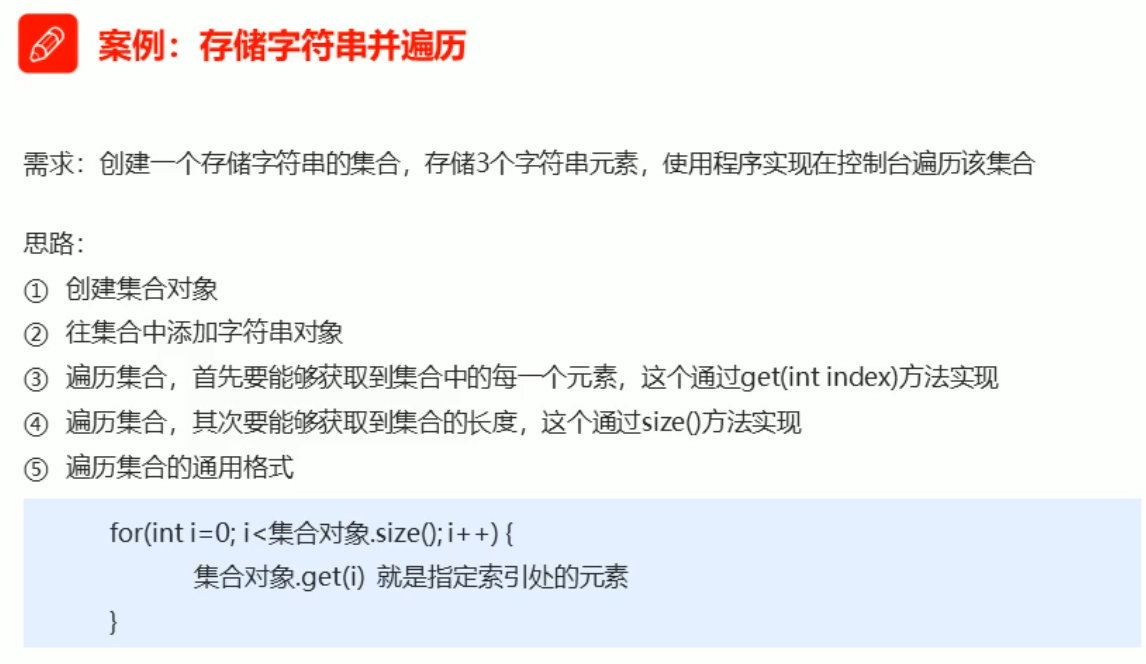 案例：存储字符串并遍历
需求：创建一个存储字符串的集合，存储3个字符串元素，使用程序实现在控制台遍历该集合
思路：
① 创建集合对象
② 往集合中添加字符串对象
③ 遍历集合，首先要能够获取到集合中的每一个元素，这个通过get(int index)方法实现
④ 遍历集合，其次要能够获取到集合的长度，这个通过size()方法实现
⑤ 遍历集合的通用格式
for(int i=0; i<集合对象.size(); i++) {
集合对象.get(i) 就是指定索引处的元素
}